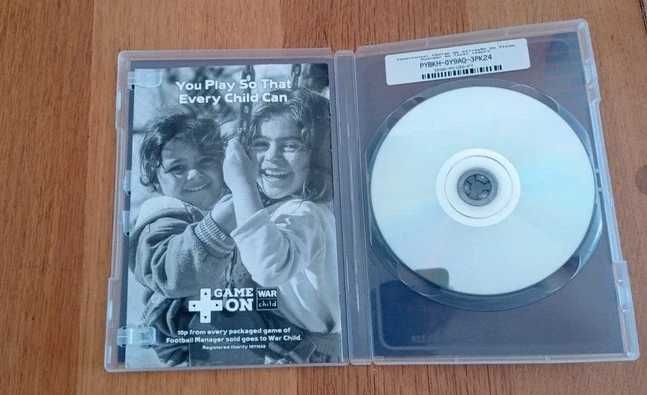 You Play So That
Every Child Can
GAME
ON
WAR
child
10p from every packaged game of
Football Manager sold goes to War Child.
Registered charity
PYBKH-0Y9AQ-3PK24